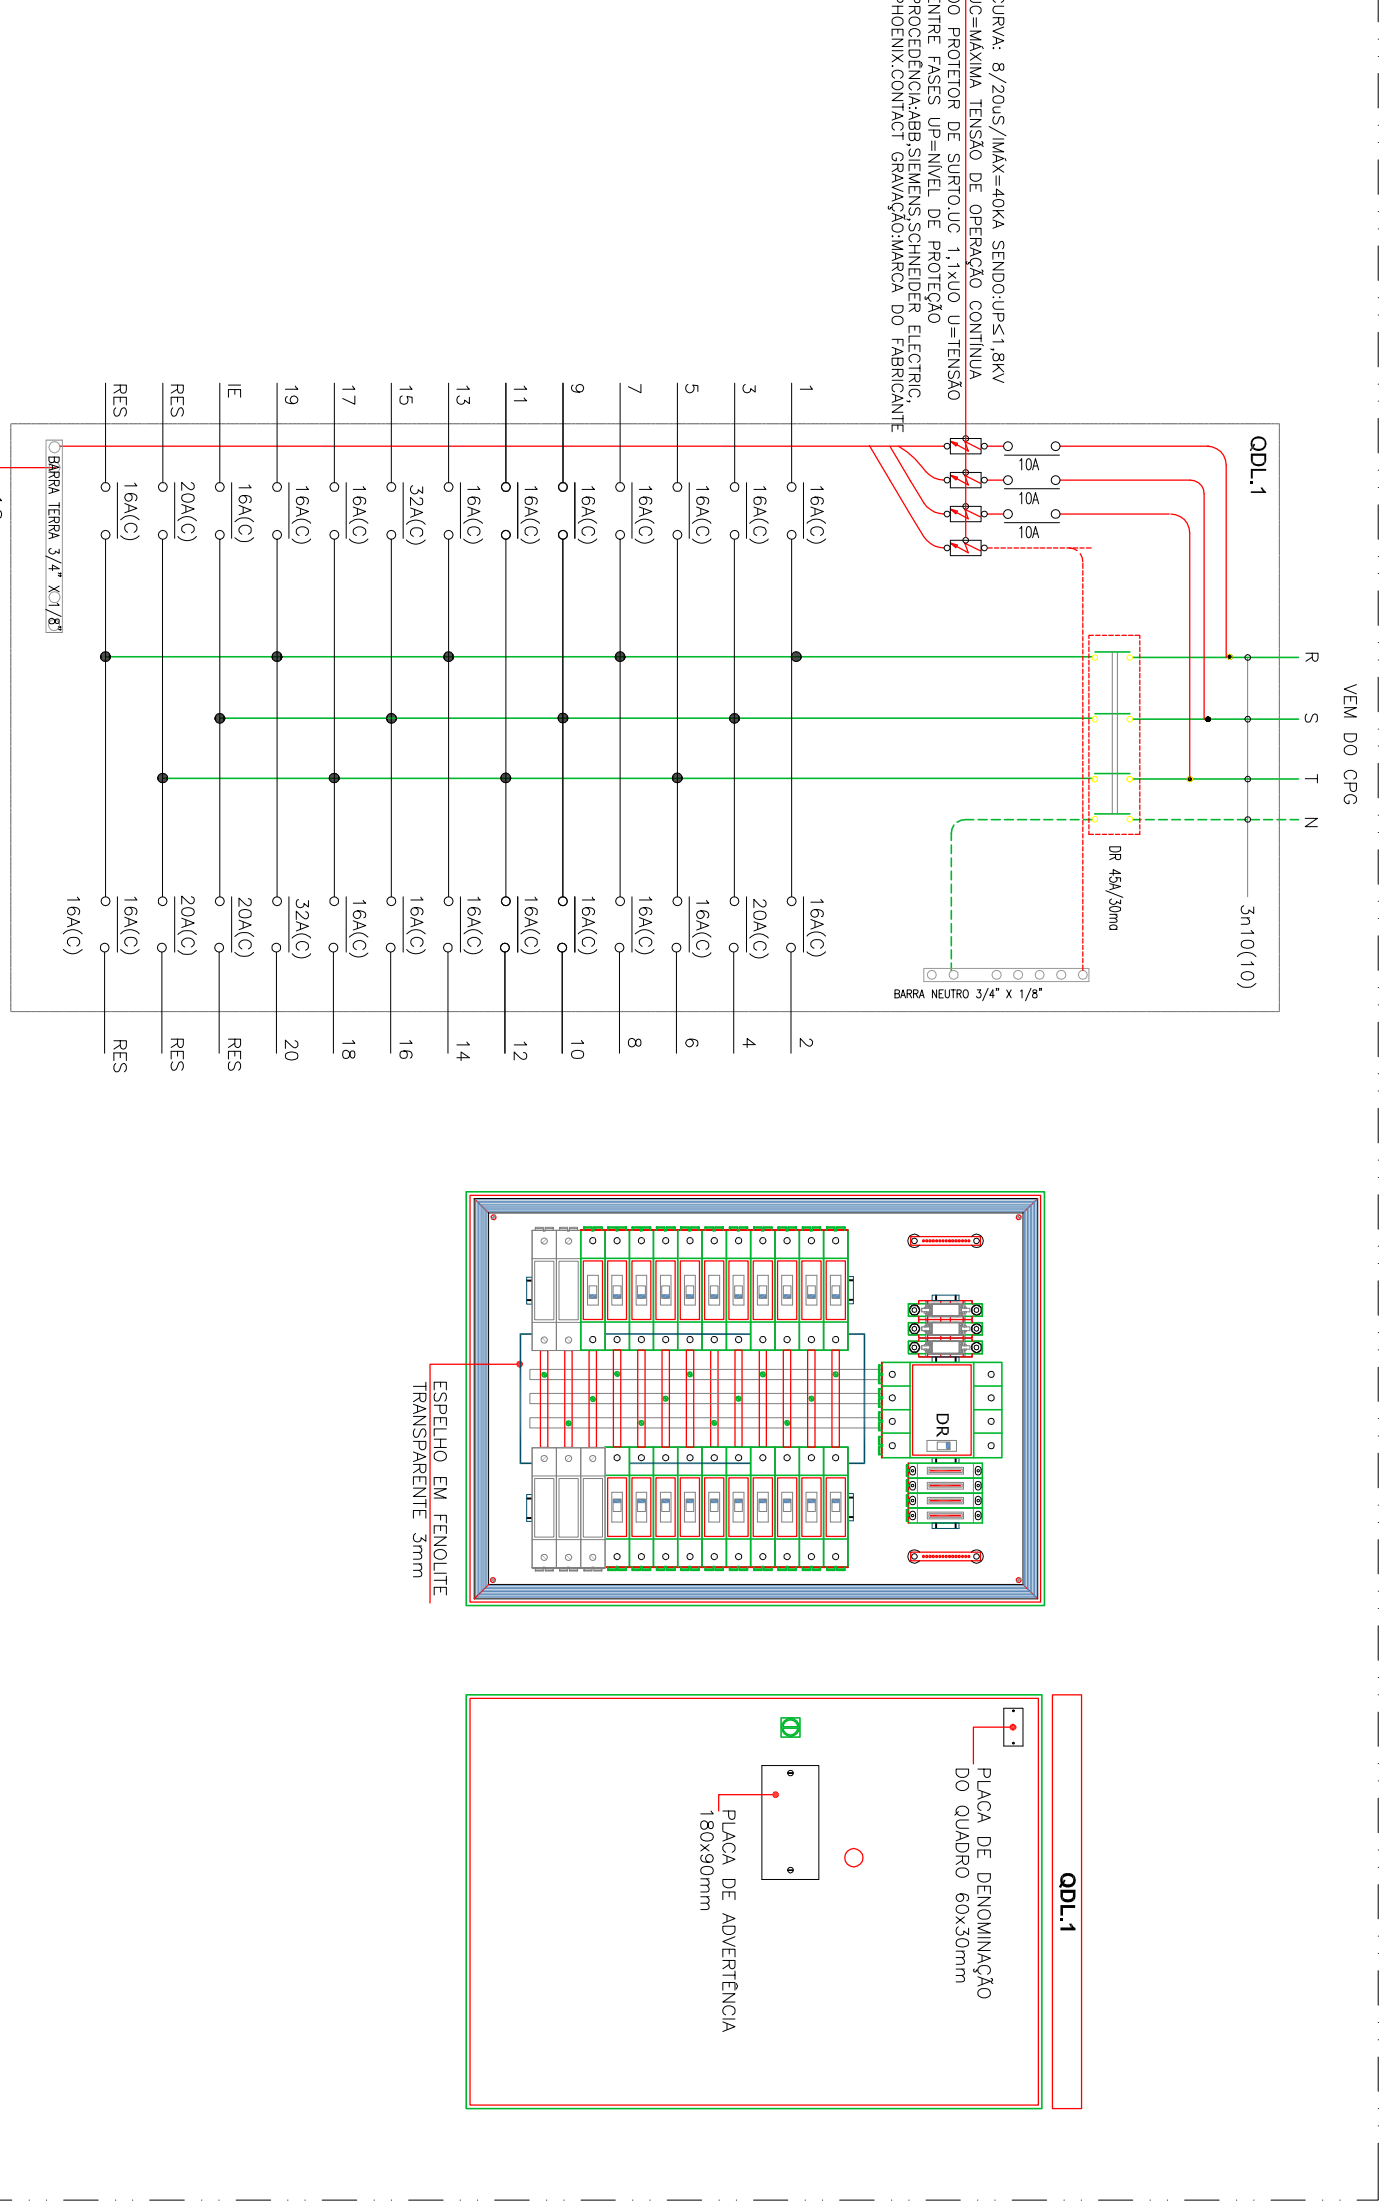 CURVA: 8/20uS/IMÁX=40KA SENDO:UP≤1,8KV
UC=MÁXIMA TENSÃO DE OPERAÇÃO CONTÍNUA
DO PROTETOR DE SURTO.UC 1,1xUO U=TENSÃO
ENTRE FASES UP=NÍVEL DE PROTEÇÃO
PROCEDÊNCIA:ABB,SIEMENS,SCHNEIDER ELECTRIC,
PHOENIX.CONTACT GRAVAÇÃO:MARCA DO FABRICANTE
VEM DO CPG
R S T N
QDL.1
3n10(10)
10A
10A
10A
DR 45A/30ma
BARRA NEUTRO 3/4" X 1/8"
1 16A(C) 16A(C) 2
3 16A(C) 20A(C) 4
5 16A(C) 16A(C) 6
7 16A(C) 16A(C) 8
9 16A(C) 16A(C) 10
11 16A(C) 16A(C) 12
13 16A(C) 16A(C) 14
15 32A(C) 16A(C) 16
17 16A(C) 16A(C) 18
19 16A(C) 32A(C) 20
IE 16A(C) 20A(C) RES
RES 20A(C) 20A(C) RES
RES 16A(C) 16A(C) RES
16A(C)
BARRA TERRA 3/4" X 1/8"
DR
ESPELHO EM FENOLITE
TRANSPARENTE 3mm
QDL.1
PLACA DE DENOMINAÇÃO
DO QUADRO 60x30mm
PLACA DE ADVERTÊNCIA
180x90mm